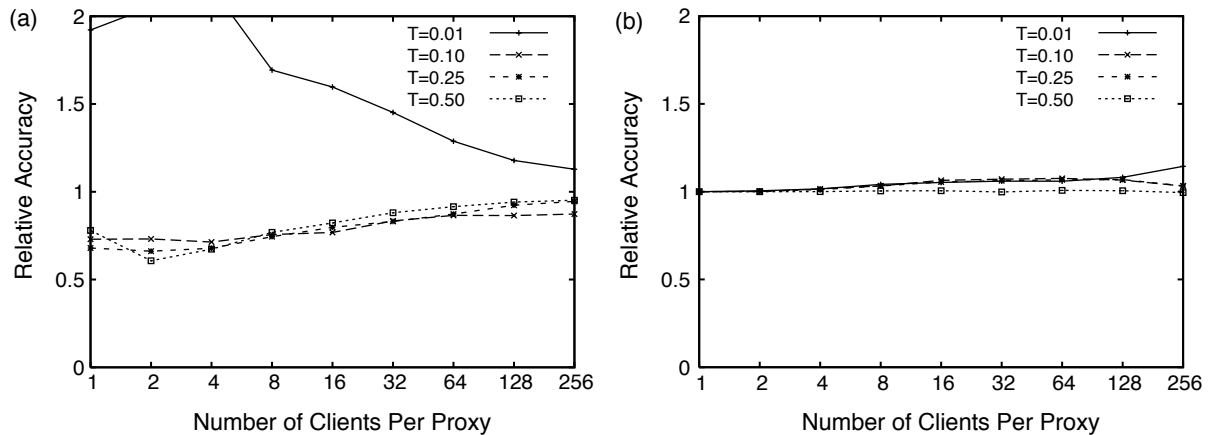 (a)
2
1.5
1
0.5
0
Relative Accuracy
T=0.01
T=0.10
T=0.25
T=0.50
1 2 4 8 16 32 64 128 256
Number of Clients Per Proxy
(b)
2
1.5
1
0.5
0
Relative Accuracy
T=0.01
T=0.10
T=0.25
T=0.50
1 2 4 8 16 32 64 128 256
Number of Clients Per Proxy